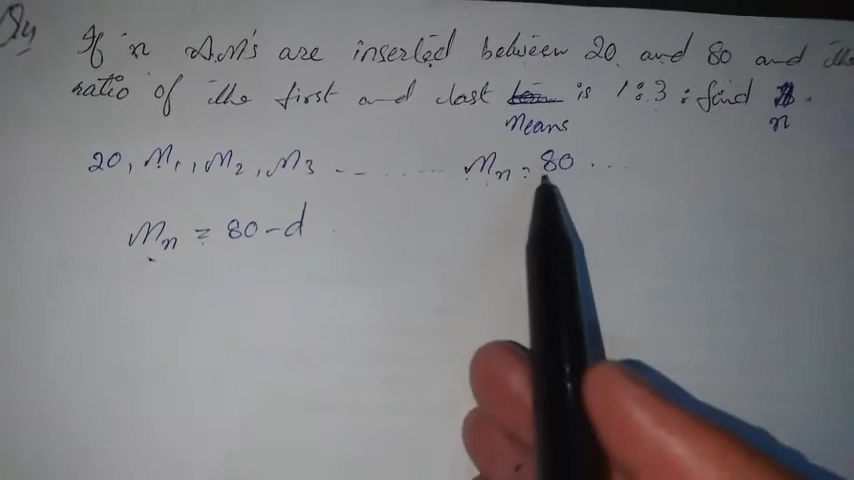 If n A.M's are inserted between 20 and 80 and the
ratio of the first and last means is 1:3 : find n.
20, M1, M2, M3 ------- Mn, 80 ...
Mn = 80 - d